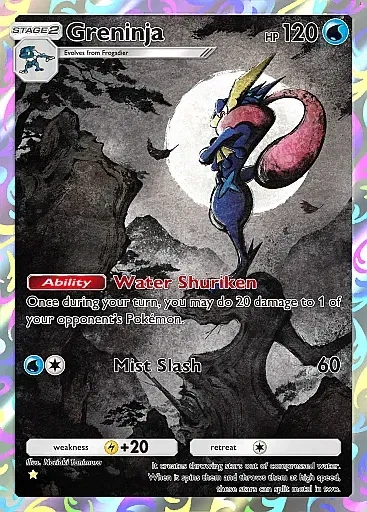 STAGE 2 Greninja HP 120
Evolves from Frogadier
Ability Water Shuriken
Once during your turn, you may do 20 damage to 1 of
your opponent's Pokémon.
Mist Slash 60
weakness +20 retreat
Illus. Nurikabe Tanimura
It creates throwing stars out of compressed water.
When it spins them and throws them at high speed,
these stars can split metal in two.